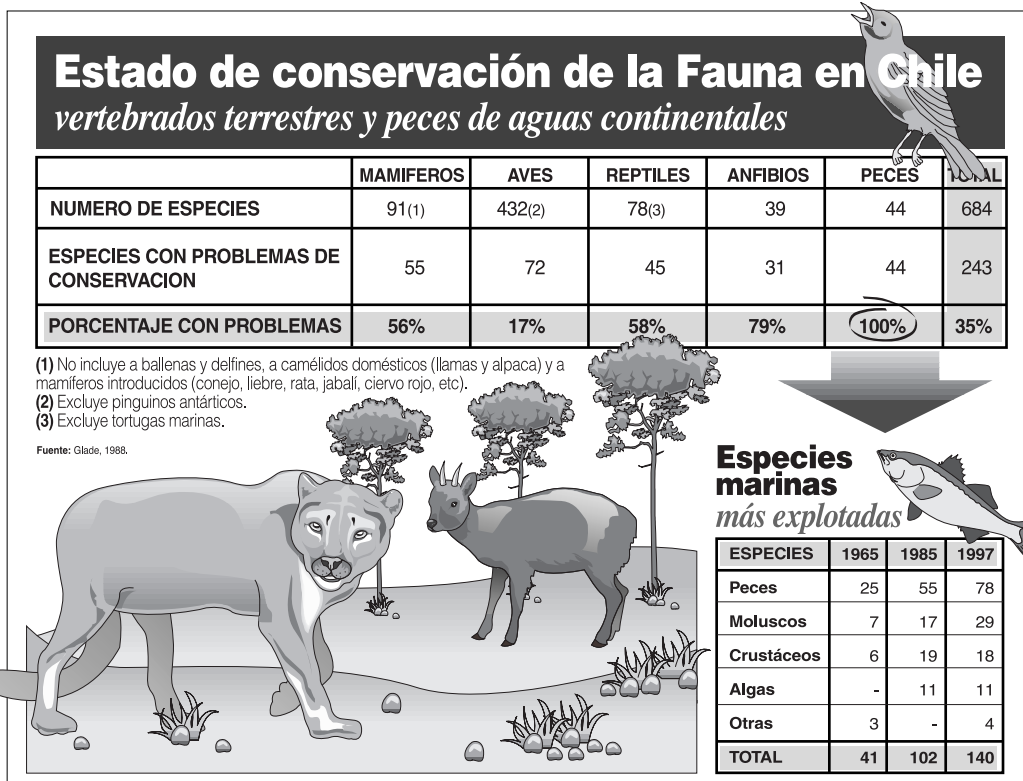 Estado de conservación de la Fauna en Chile
vertebrados terrestres y peces de aguas continentales
MAMIFEROS AVES REPTILES ANFIBIOS PECES TOTAL
NUMERO DE ESPECIES 91(1) 432(2) 78(3) 39 44 684
ESPECIES CON PROBLEMAS DE
CONSERVACION 55 72 45 31 44 243
PORCENTAJE CON PROBLEMAS 56% 17% 58% 79% 100% 35%
(1) No incluye a ballenas y delfines, a camélidos domésticos (llamas y alpaca) y a
mamíferos introducidos (conejo, liebre, rata, jabalí, ciervo rojo, etc).
(2) Excluye pinguinos antárticos.
(3) Excluye tortugas marinas.
Fuente: Glade, 1988.
Especies
marinas
más explotadas
ESPECIES 1965 1985 1997
Peces 25 55 78
Moluscos 7 17 29
Crustáceos 6 19 18
Algas - 11 11
Otras 3 - 4
TOTAL 41 102 140